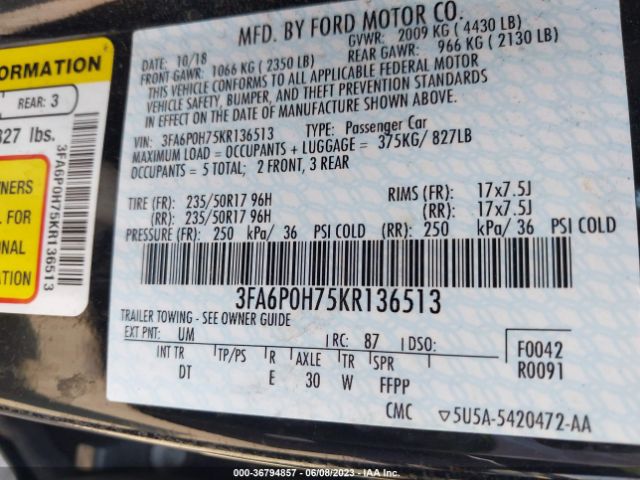 ORMATION
REAR: 3
827 lbs.
3FA6P0H75KR136513
WNERS
L FOR
ONAL
ATION
MFD. BY FORD MOTOR CO.
DATE: 10/18 GVWR: 2009 KG ( 4430 LB)
FRONT GAWR: 1066 KG ( 2350 LB) REAR GAWR: 966 KG ( 2130 LB)
THIS VEHICLE CONFORMS TO ALL APPLICABLE FEDERAL MOTOR
VEHICLE SAFETY, BUMPER, AND THEFT PREVENTION STANDARDS
IN EFFECT ON THE DATE OF MANUFACTURE SHOWN ABOVE.
VIN: 3FA6P0H75KR136513 TYPE: Passenger Car
MAXIMUM LOAD = OCCUPANTS + LUGGAGE = 375KG/ 827LB
OCCUPANTS = 5 TOTAL; 2 FRONT, 3 REAR
TIRE (FR): 235/50R17 96H RIMS (FR): 17x7.5J
(RR): 235/50R17 96H (RR): 17x7.5J
PRESSURE (FR): 250 kPa/ 36 PSI COLD (RR): 250 kPa/ 36 PSI COLD
3FA6P0H75KR136513
TRAILER TOWING - SEE OWNER GUIDE
EXT PNT: UM RC: 87 DSO: F0042
INT TR TP/PS R AXLE TR SPR R0091
DT E 30 W FFPP
CMC ▽5U5A-5420472-AA
000-36794857 - 06/08/2023 - IAA Inc.